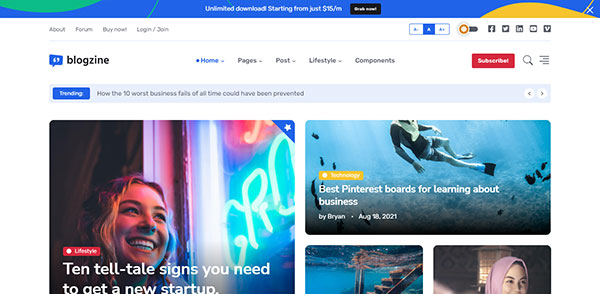 Unlimited download! Starting from just $15/m Grab now!
About Forum Buy now! Login / Join
A- A A+
blogzine
Home Pages Post Lifestyle Components
Subscribe!
Trending: How the 10 worst business fails of all time could have been prevented
Technology
Best Pinterest boards for learning about
business
by Bryan • Aug 18, 2021
Lifestyle
Ten tell-tale signs you need
to get a new startup.